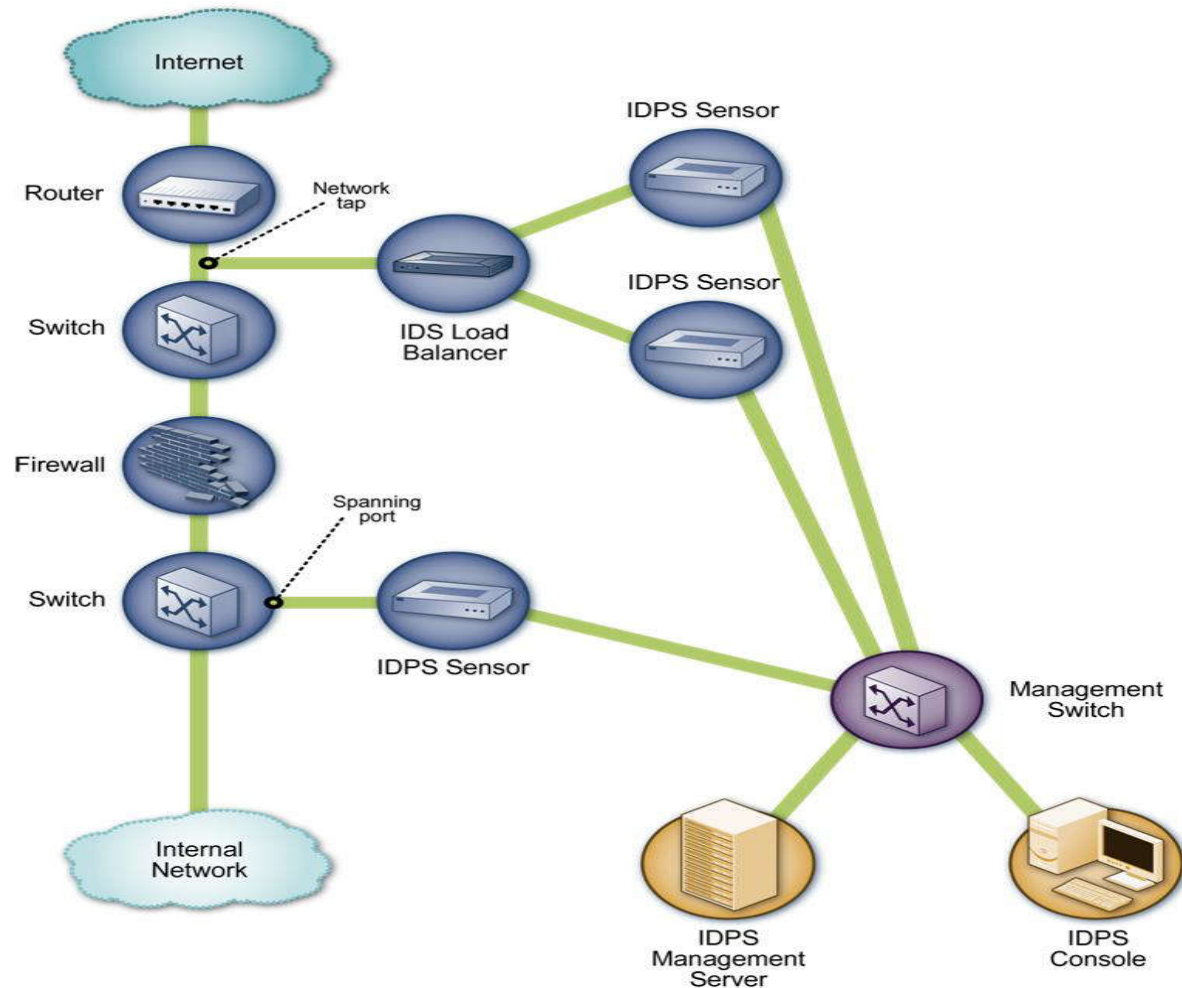 Internet
IDPS Sensor
Router
Network
tap
IDPS Sensor
Switch
IDS Load
Balancer
Firewall
Spanning
port
Switch
IDPS Sensor
Management
Switch
Internal
Network
IDPS
Management
Server
IDPS
Console